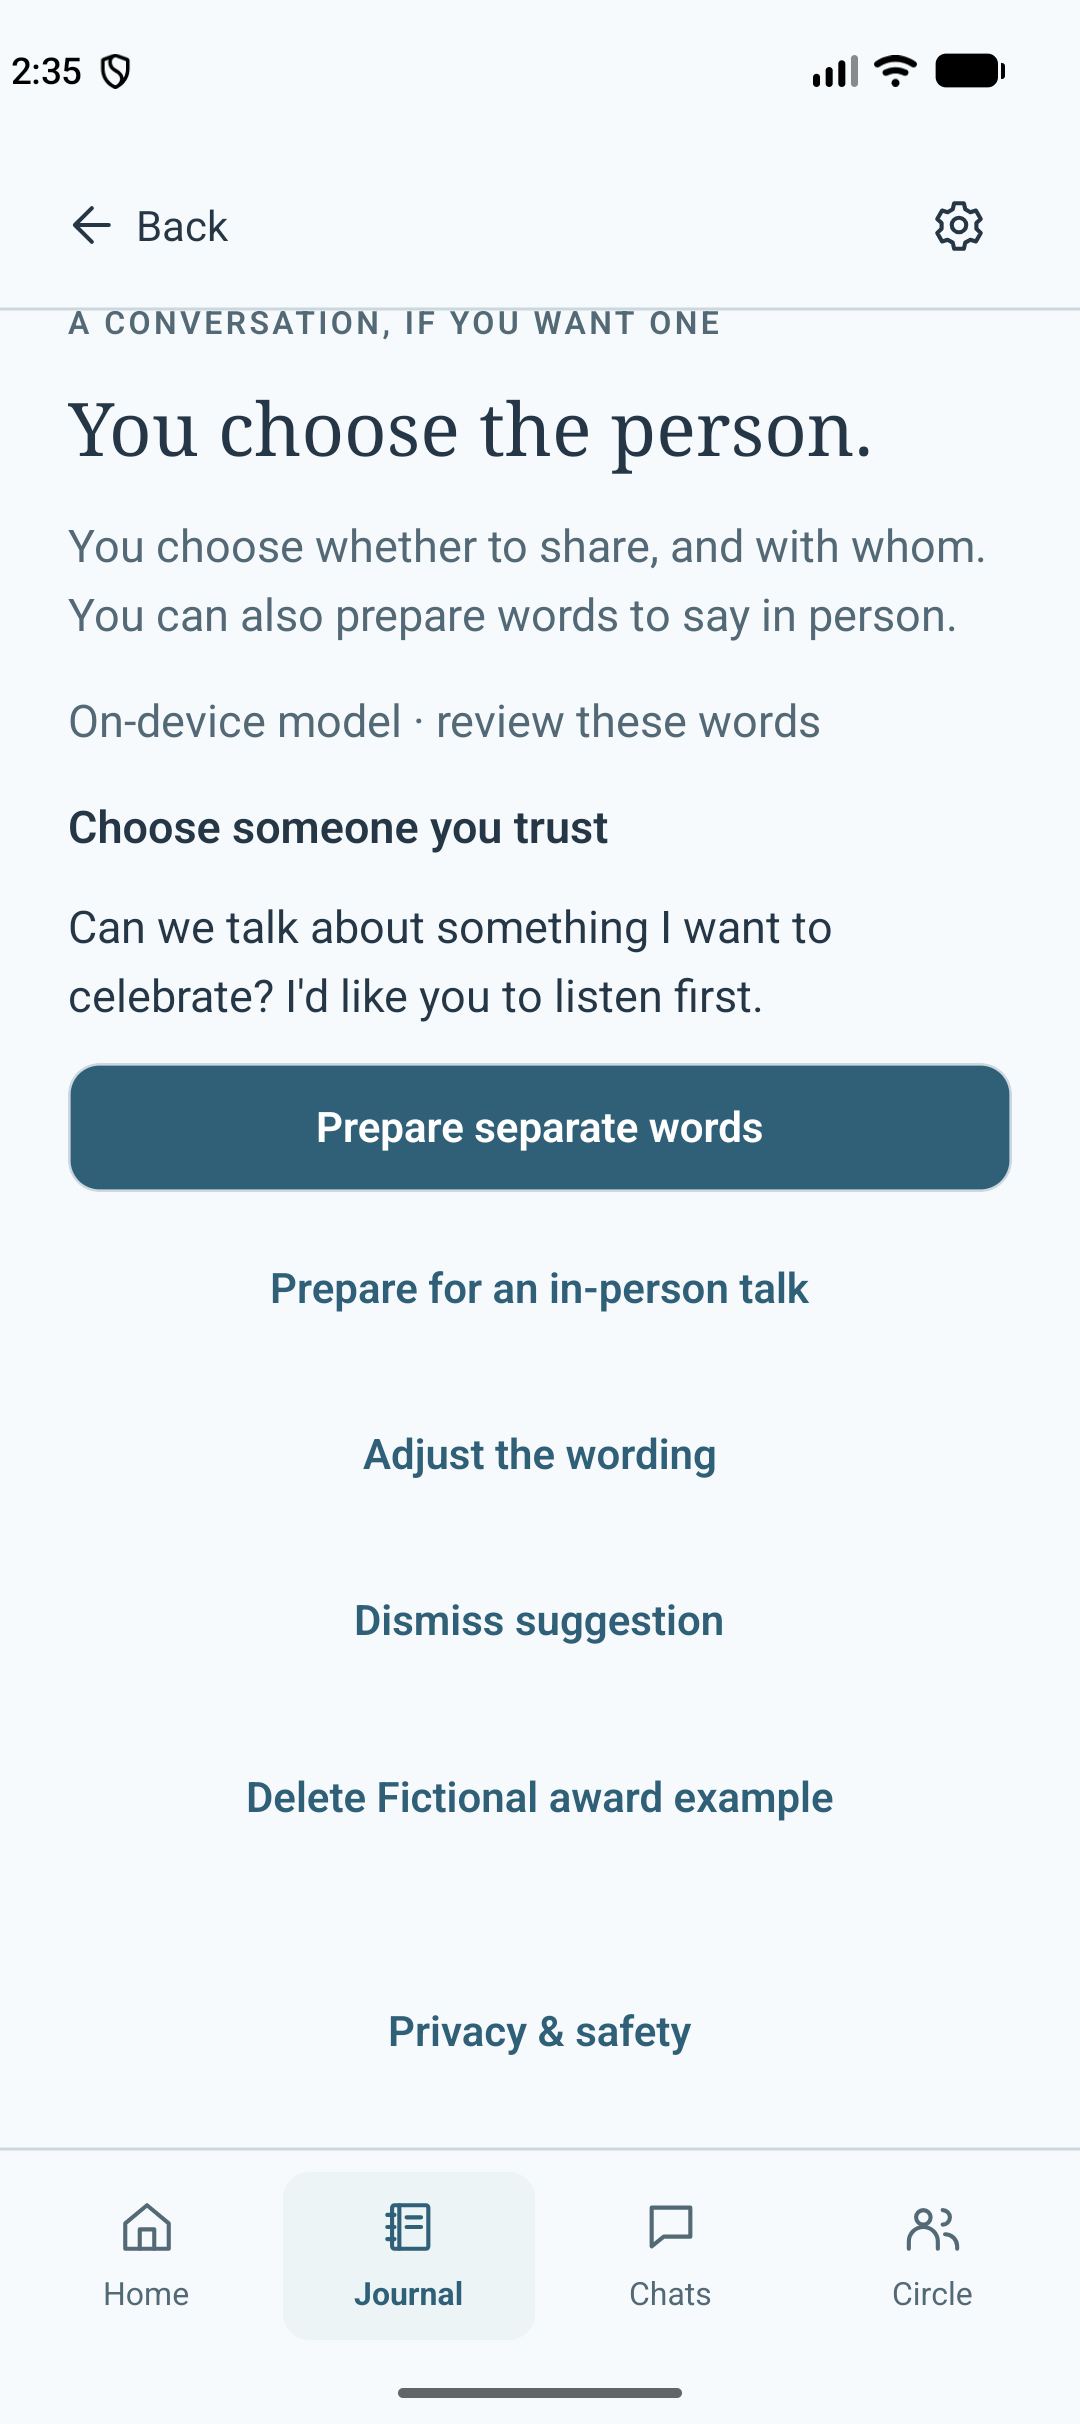 2:35
Back
A CONVERSATION, IF YOU WANT ONE
You choose the person.
You choose whether to share, and with whom.
You can also prepare words to say in person.
On-device model · review these words
Choose someone you trust
Can we talk about something I want to
celebrate? I'd like you to listen first.
Prepare separate words
Prepare for an in-person talk
Adjust the wording
Dismiss suggestion
Delete Fictional award example
Privacy & safety
Home
Journal
Chats
Circle